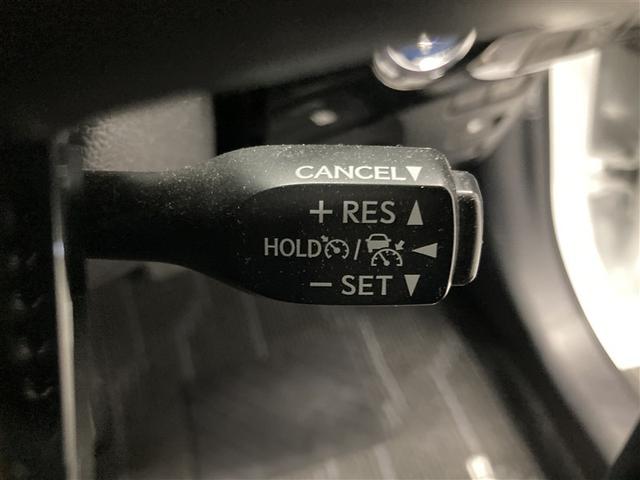 CANCEL▼
+ RES ▲
HOLD / ◀
− SET ▼